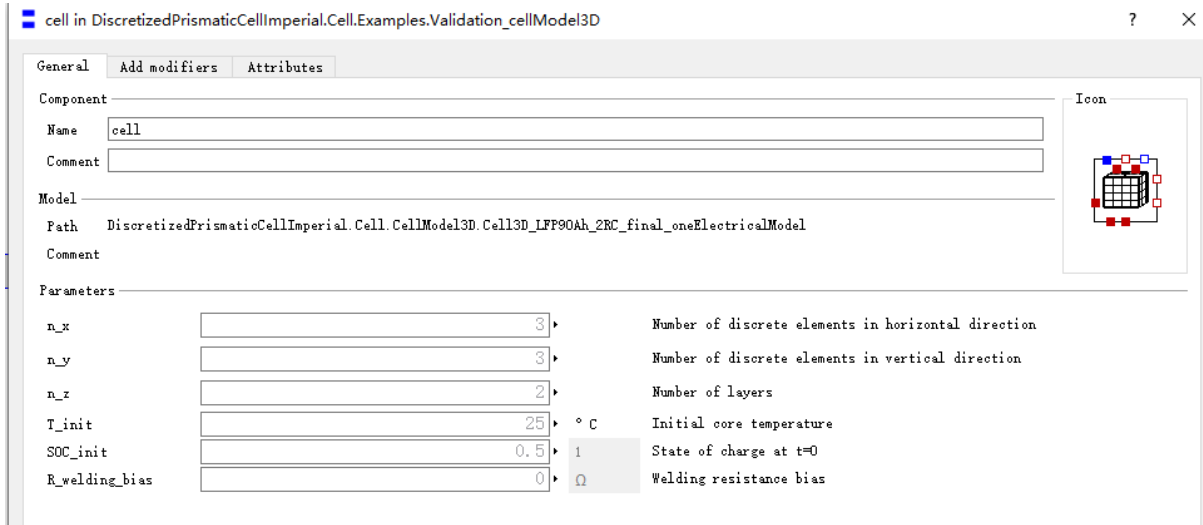 cell in DiscretizedPrismaticCellImperial.Cell.Examples.Validation_cellModel3D ? ×
General Add modifiers Attributes
Component
Icon
Name cell
Comment
Model
Path DiscretizedPrismaticCellImperial.Cell.CellModel3D.Cell3D_LFP90Ah_2RC_final_oneElectricalModel
Comment
Parameters
n_x 3 Number of discrete elements in horizontal direction
n_y 3 Number of discrete elements in vertical direction
n_z 2 Number of layers
T_init 25 °C Initial core temperature
SOC_init 0.5 1 State of charge at t=0
R_welding_bias 0 Ω Welding resistance bias